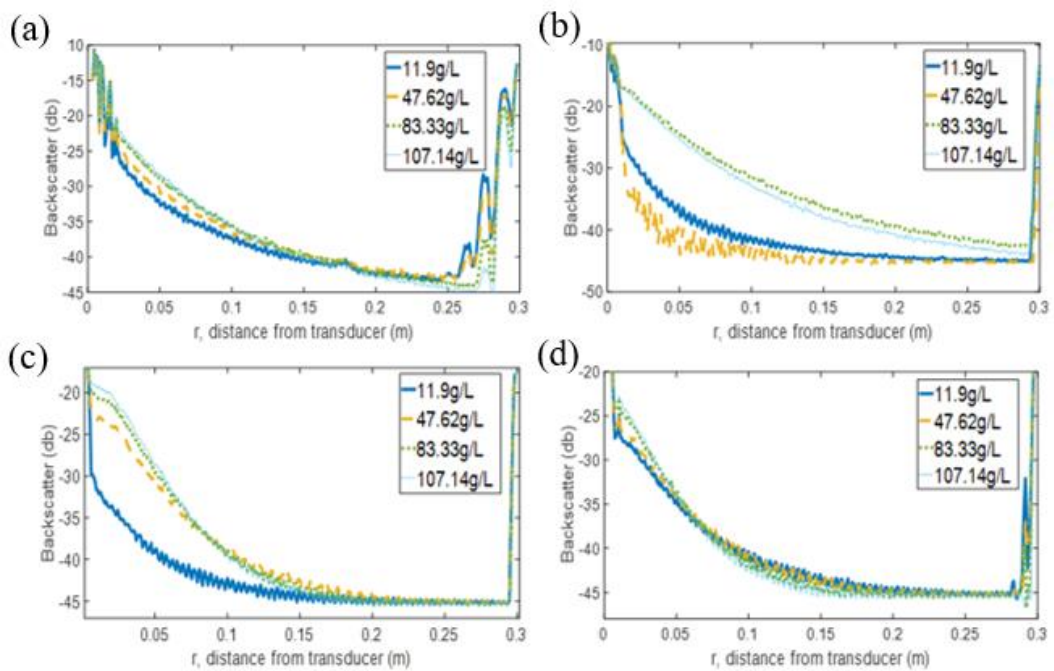 (a)
10
-15
-20
-25
-30
-35
-40
-45
Backscatter (db)
11.9g/L
47.62g/L
83.33g/L
107.14g/L
0 0.05 0.1 0.15 0.2 0.25 0.3
r, distance from transducer (m)
(b)
-10
-20
-30
-40
-50
Backscatter (db)
11.9g/L
47.62g/L
83.33g/L
107.14g/L
0 0.05 0.1 0.15 0.2 0.25 0.3
r, distance from transducer (m)
(c)
-20
-25
-30
-35
-40
-45
Backscatter (db)
11.9g/L
47.62g/L
83.33g/L
107.14g/L
0.05 0.1 0.15 0.2 0.25 0.3
r, distance from transducer (m)
(d)
-20
-25
-30
-35
-40
-45
Backscatter (db)
11.9g/L
47.62g/L
83.33g/L
107.14g/L
0 0.05 0.1 0.15 0.2 0.25 0.3
r, distance from transducer (m)